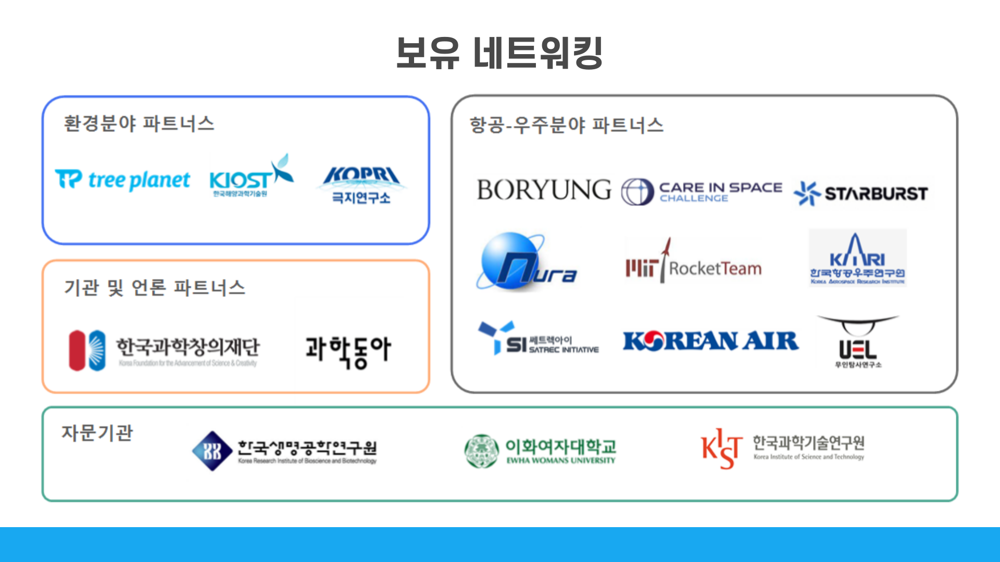 보유 네트워킹
환경분야 파트너스
TP tree planet
KIOST
한국해양과학기술원
KOPRI
극지연구소
기관 및 언론 파트너스
한국과학창의재단
Korea Foundation for the Advancement of Science & Creativity
과학동아
항공-우주분야 파트너스
BORYUNG
CARE IN SPACE
CHALLENGE
STARBURST
nura
MIT RocketTeam
KARI
한국항공우주연구원
KOREA AEROSPACE RESEARCH INSTITUTE
SI 쎄트렉아이
SATREC INITIATIVE
KOREAN AIR
UEL
무인탐사연구소
자문기관
한국생명공학연구원
Korea Research Institute of Bioscience and Biotechnology
이화여자대학교
EWHA WOMANS UNIVERSITY
KIST
한국과학기술연구원
Korea Institute of Science and Technology